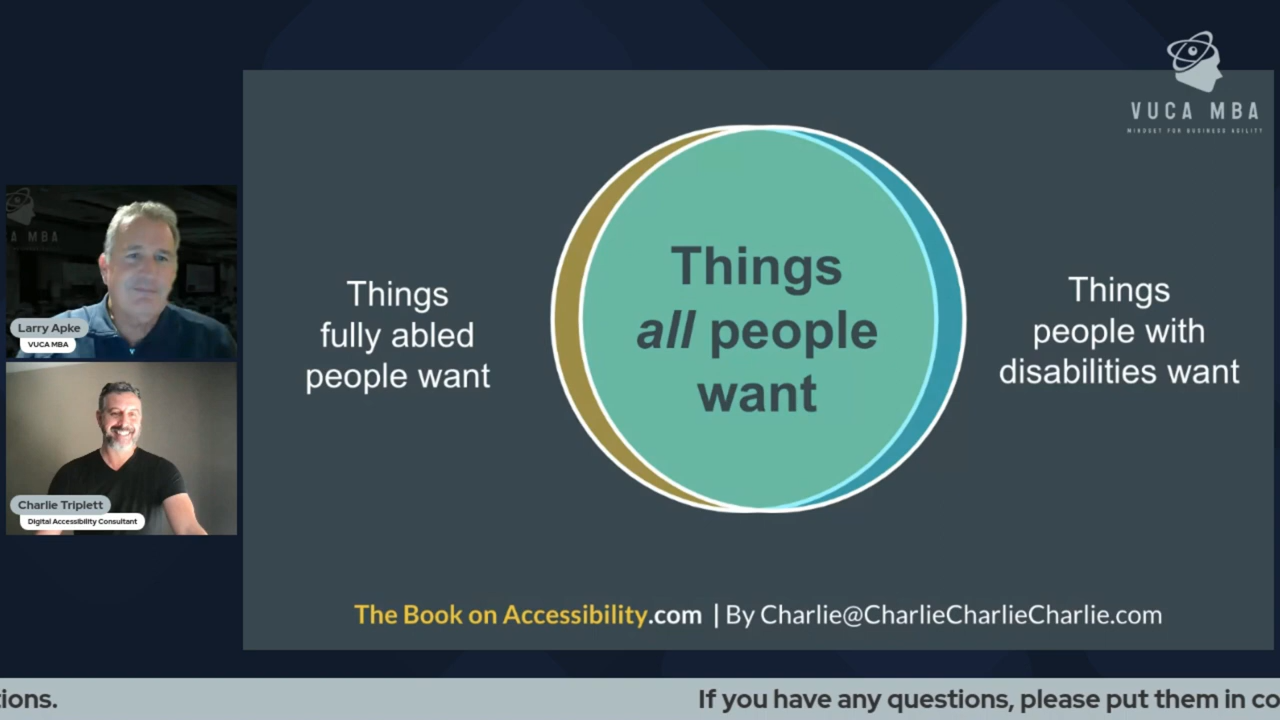 VUCA MBA
MINDSET FOR BUSINESS AGILITY
A MBA
Larry Apke
VUCA MBA
Charlie Triplett
Digital Accessibility Consultant
Things
fully abled
people want
Things
all people
want
Things
people with
disabilities want
The Book on Accessibility.com | By Charlie@CharlieCharlieCharlie.com
tions.
If you have any questions, please put them in co